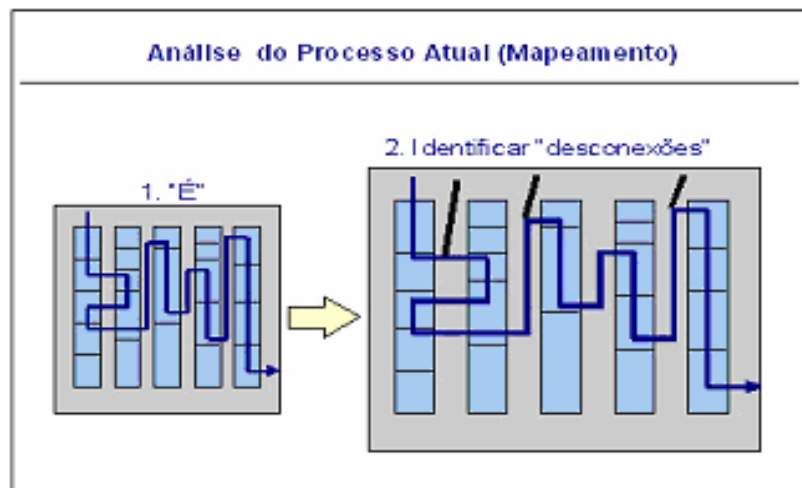 Análise do Processo Atual (Mapeamento)
1. "É"
2. Identificar "desconexões"